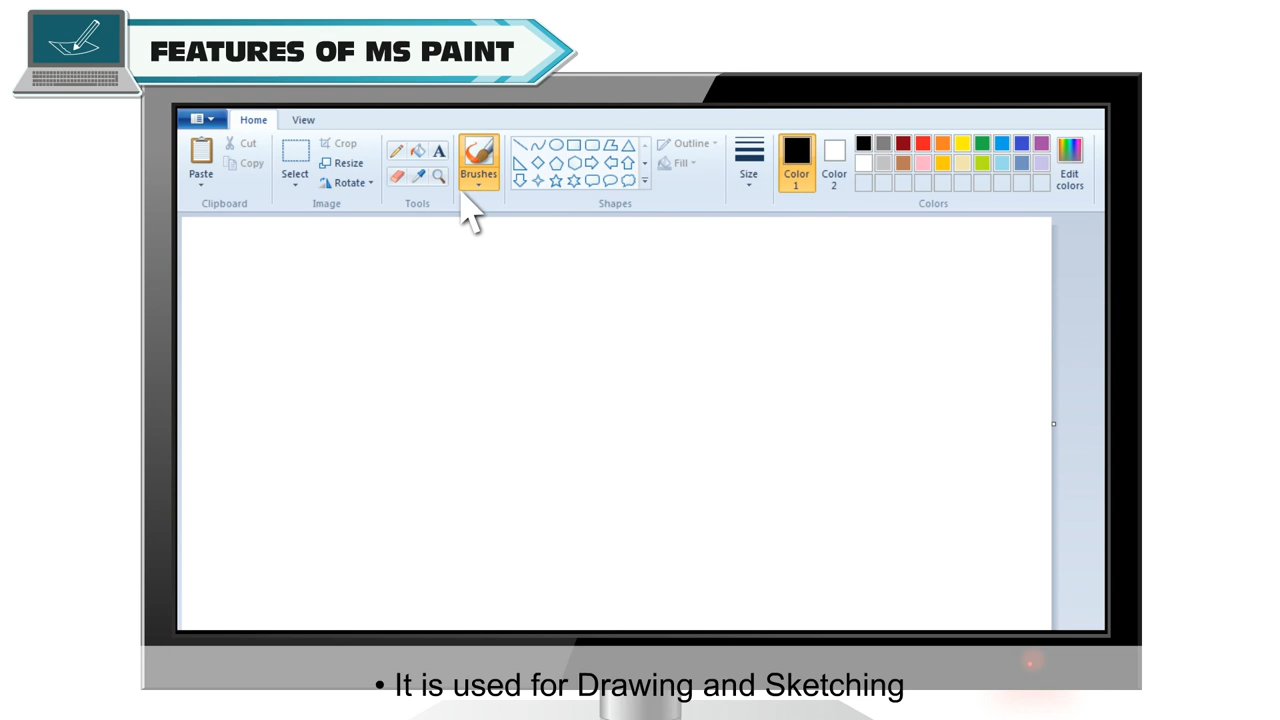 FEATURES OF MS PAINT
Home View
Cut
Copy
Paste
Clipboard
Crop
Resize
Rotate
Select
Image
A
Tools
Brushes
Outline
Fill
Shapes
Size
Color 1
Color 2
Edit colors
Colors
• It is used for Drawing and Sketching